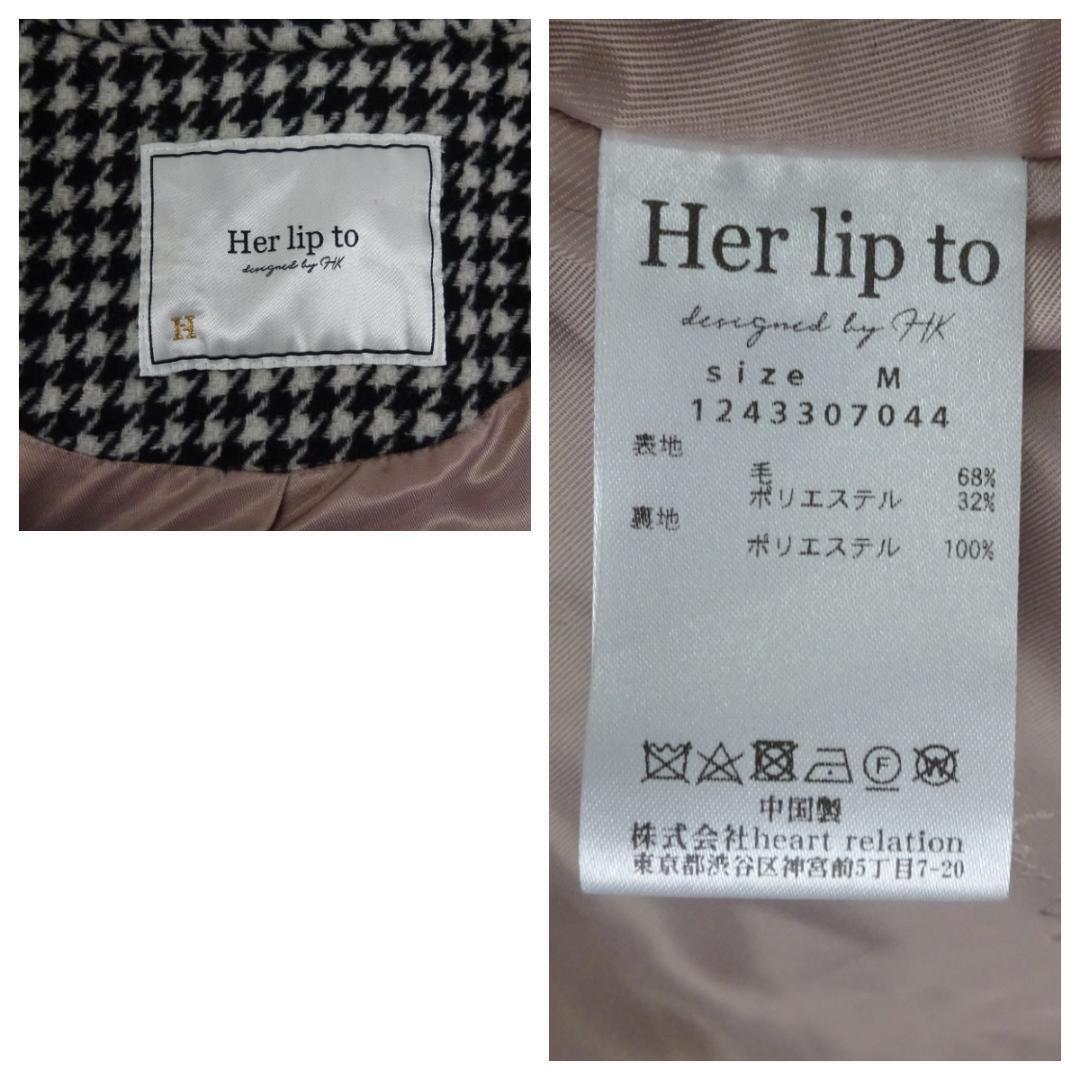 Her lip to
designed by HK
H
Her lip to
designed by HK
size M
1243307044
表地
毛 68%
ポリエステル 32%
裏地
ポリエステル 100%
F
W
中国製
株式会社heart relation
東京都渋谷区神宮前5丁目7-20